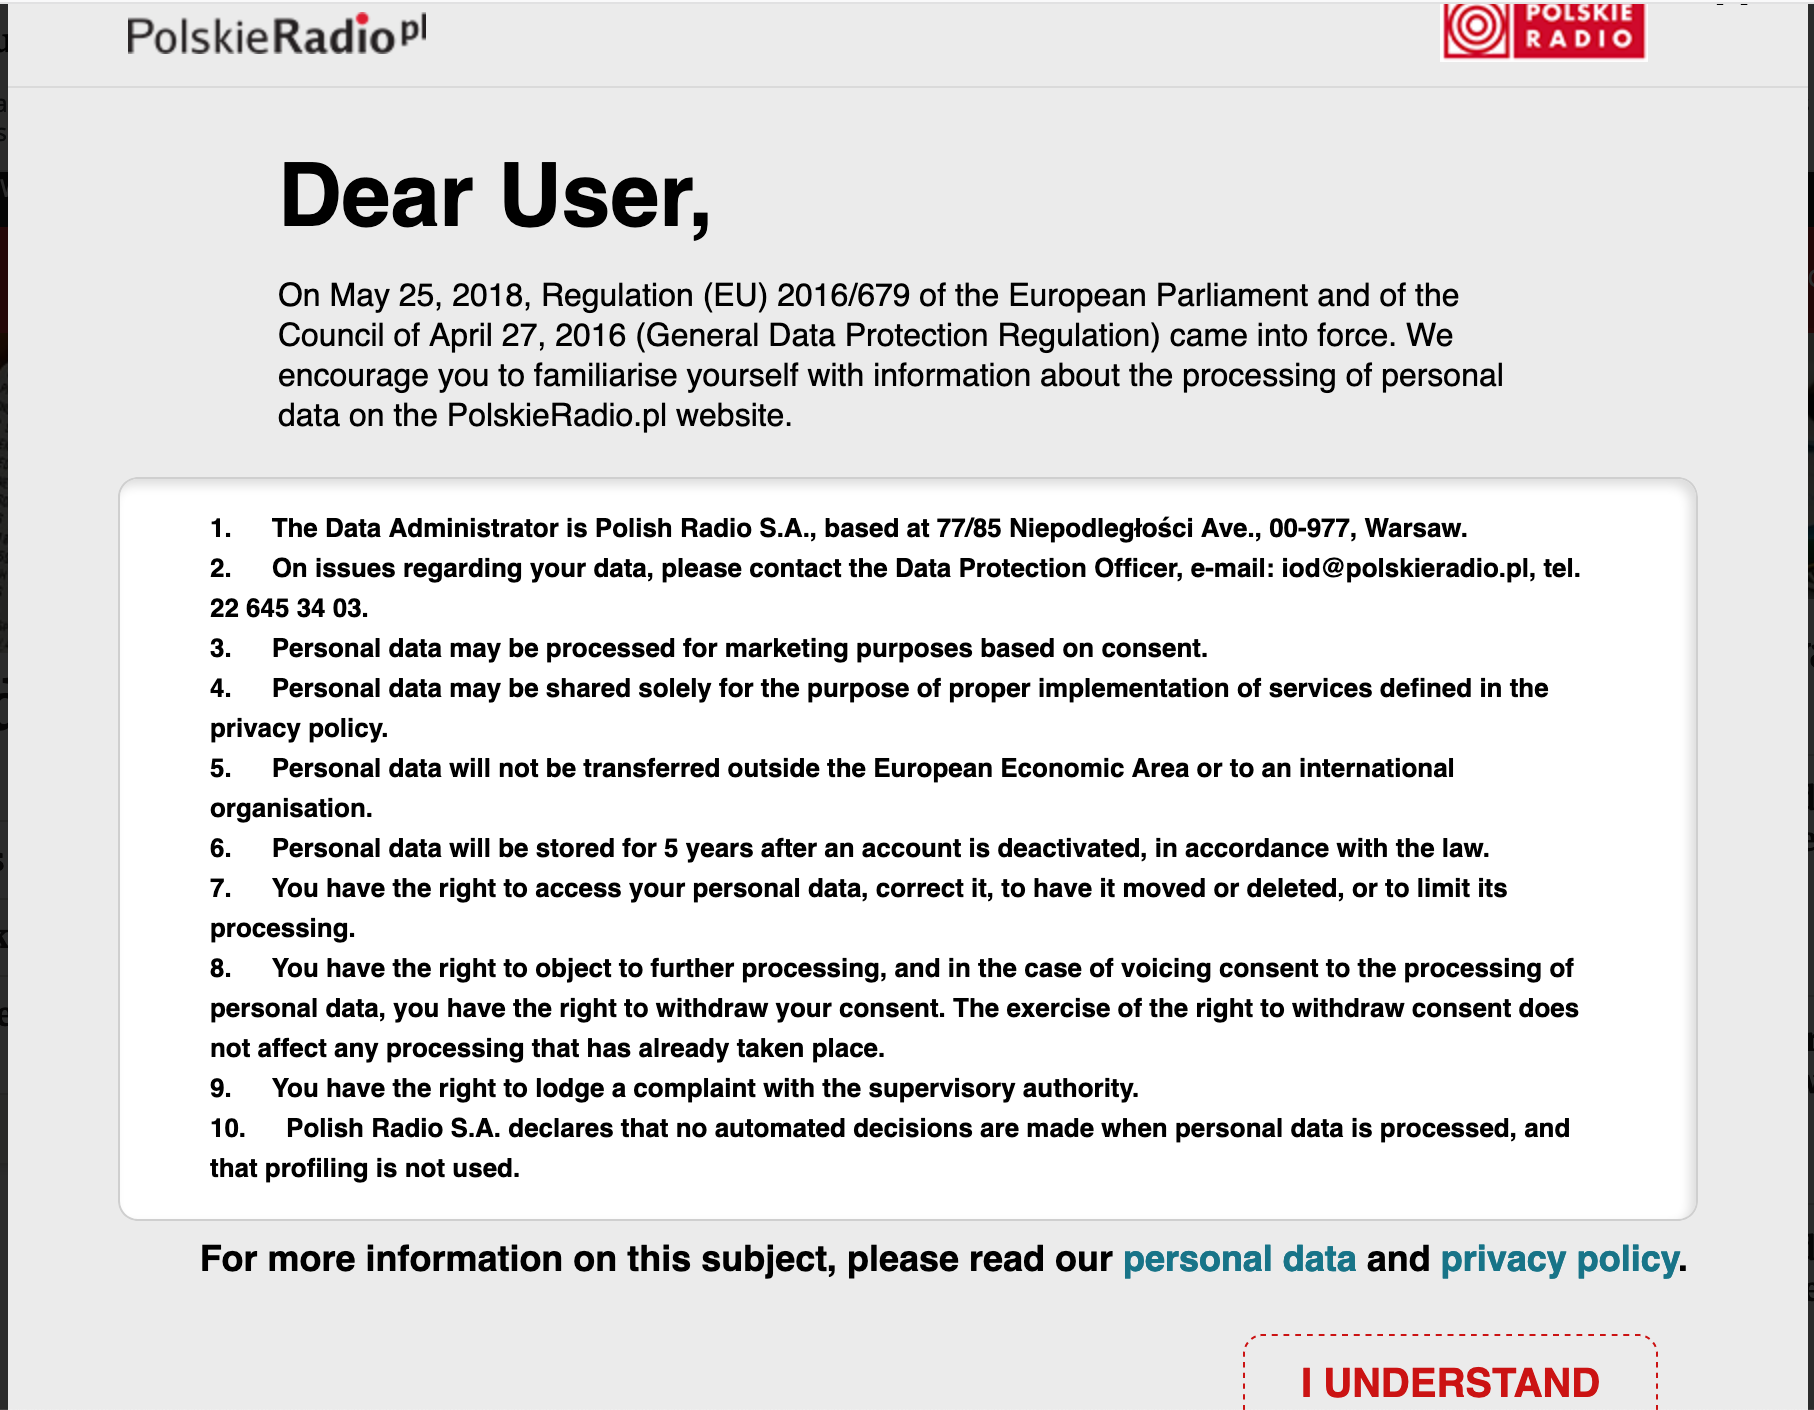 PolskieRadio.pl
POLSKIE
RADIO
Dear User,
On May 25, 2018, Regulation (EU) 2016/679 of the European Parliament and of the
Council of April 27, 2016 (General Data Protection Regulation) came into force. We
encourage you to familiarise yourself with information about the processing of personal
data on the PolskieRadio.pl website.
1. The Data Administrator is Polish Radio S.A., based at 77/85 Niepodległości Ave., 00-977, Warsaw.
2. On issues regarding your data, please contact the Data Protection Officer, e-mail: iod@polskieradio.pl, tel.
22 645 34 03.
3. Personal data may be processed for marketing purposes based on consent.
4. Personal data may be shared solely for the purpose of proper implementation of services defined in the
privacy policy.
5. Personal data will not be transferred outside the European Economic Area or to an international
organisation.
6. Personal data will be stored for 5 years after an account is deactivated, in accordance with the law.
7. You have the right to access your personal data, correct it, to have it moved or deleted, or to limit its
processing.
8. You have the right to object to further processing, and in the case of voicing consent to the processing of
personal data, you have the right to withdraw your consent. The exercise of the right to withdraw consent does
not affect any processing that has already taken place.
9. You have the right to lodge a complaint with the supervisory authority.
10. Polish Radio S.A. declares that no automated decisions are made when personal data is processed, and
that profiling is not used.
For more information on this subject, please read our personal data and privacy policy.
I UNDERSTAND